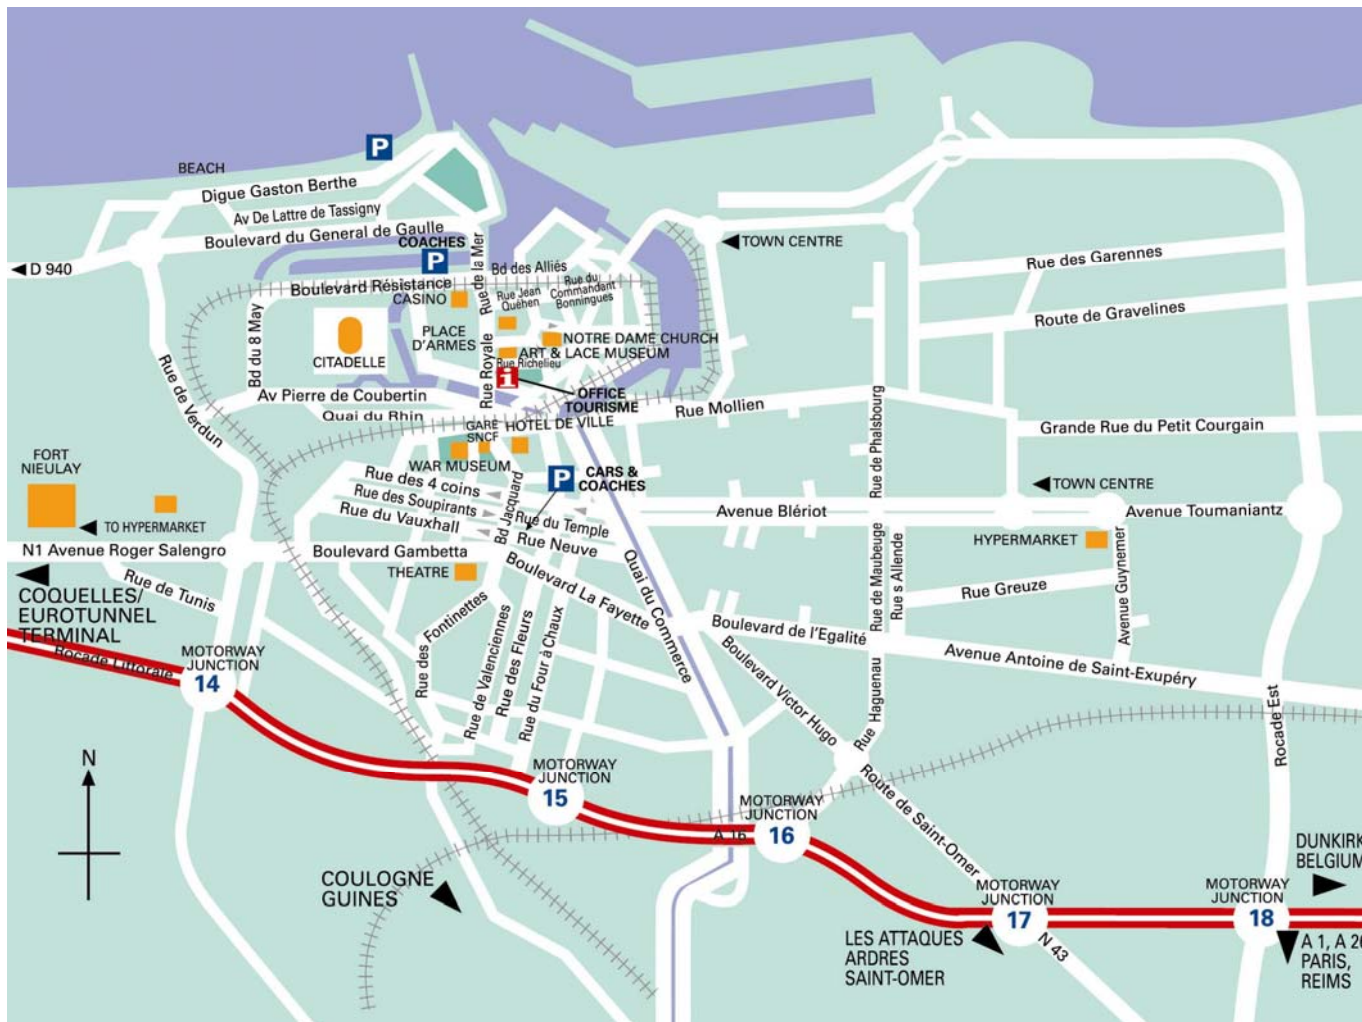 P
BEACH
Digue Gaston Berthe
Av De Lattre de Tassigny
Boulevard du General de Gaulle
COACHES
P
D 940
TOWN CENTRE
Rue des Garennes
Route de Gravelines
Bd des Alliés
Rue de la Mer
Boulevard Résistance
CASINO
Rue Jean
Quéhen
Rue du
Commandant
Bonningues
Bd du 8 May
CITADELLE
PLACE
D'ARMES
NOTRE DAME CHURCH
ART & LACE MUSEUM
Rue Richelieu
Rue Royale
i
OFFICE
TOURISME
Av Pierre de Coubertin
Quai du Rhin
Rue de Verdun
Rue Mollien
Rue de Phalsbourg
Grande Rue du Petit Courgain
GARE
SNCF
HOTEL DE VILLE
WAR MUSEUM
FORT
NIEULAY
TO HYPERMARKET
Rue des 4 coins
Rue des Soupirants
Rue du Vauxhall
Bd Jacquard
P
CARS &
COACHES
Rue du Temple
Rue Neuve
TOWN CENTRE
Avenue Blériot
Avenue Toumaniantz
HYPERMARKET
N1 Avenue Roger Salengro
Boulevard Gambetta
THEATRE
Boulevard La Fayette
Quai du Commerce
Rue de Maubeuge
Rue s Allende
Rue Greuze
Avenue Guynemer
COQUELLES/
EUROTUNNEL
TERMINAL
Rue de Tunis
Rue des Fontinettes
Rue de Valenciennes
Rue des Fleurs
Rue du Four à Chaux
Boulevard de l'Egalité
Avenue Antoine de Saint-Exupéry
Boulevard Victor Hugo
Rue Haguenau
Rocade Est
Rocade Littorale
MOTORWAY
JUNCTION
14
N
MOTORWAY
JUNCTION
15
MOTORWAY
JUNCTION
16
A 16
Route de Saint-Omer
COULOGNE
GUINES
MOTORWAY
JUNCTION
17
N 43
LES ATTAQUES
ARDRES
SAINT-OMER
MOTORWAY
JUNCTION
18
DUNKIRK
BELGIUM
A 1, A 26
PARIS,
REIMS